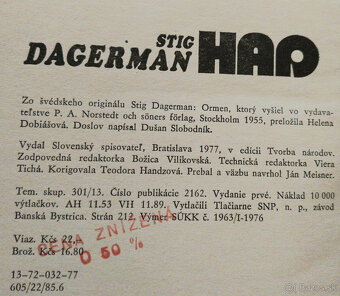 STIG
DAGERMAN HAD
Zo švédskeho originálu Stig Dagerman: Ormen, ktorý vyšiel vo vydava-
teľstve P. A. Norstedt och söners förlag, Stockholm 1955, preložila Helena
Dobiášová. Doslov napísal Dušan Slobodník.
Vydal Slovenský spisovateľ, Bratislava 1977, v edícii Tvorba národov.
Zodpovedná redaktorka Božica Vilikovská. Technická redaktorka Viera
Tichá. Korigovala Teodora Handzová. Prebal a väzbu navrhol Ján Meisner.
Tem. skup. 301/13. Číslo publikácie 2162. Vydanie prvé. Náklad 10 000
výtlačkov. AH 11.53 VH 11.89. Vytlačili Tlačiarne SNP, n. p., závod
Banská Bystrica. Strán 212. Výmer SÚKK č. 1963/I-1976
CENA ZNÍŽENÁ
O 50 %
Viaz. Kčs 22,-
Brož. Kčs 16.80
13-72-032-77
605/22/85.6
bazar.sk